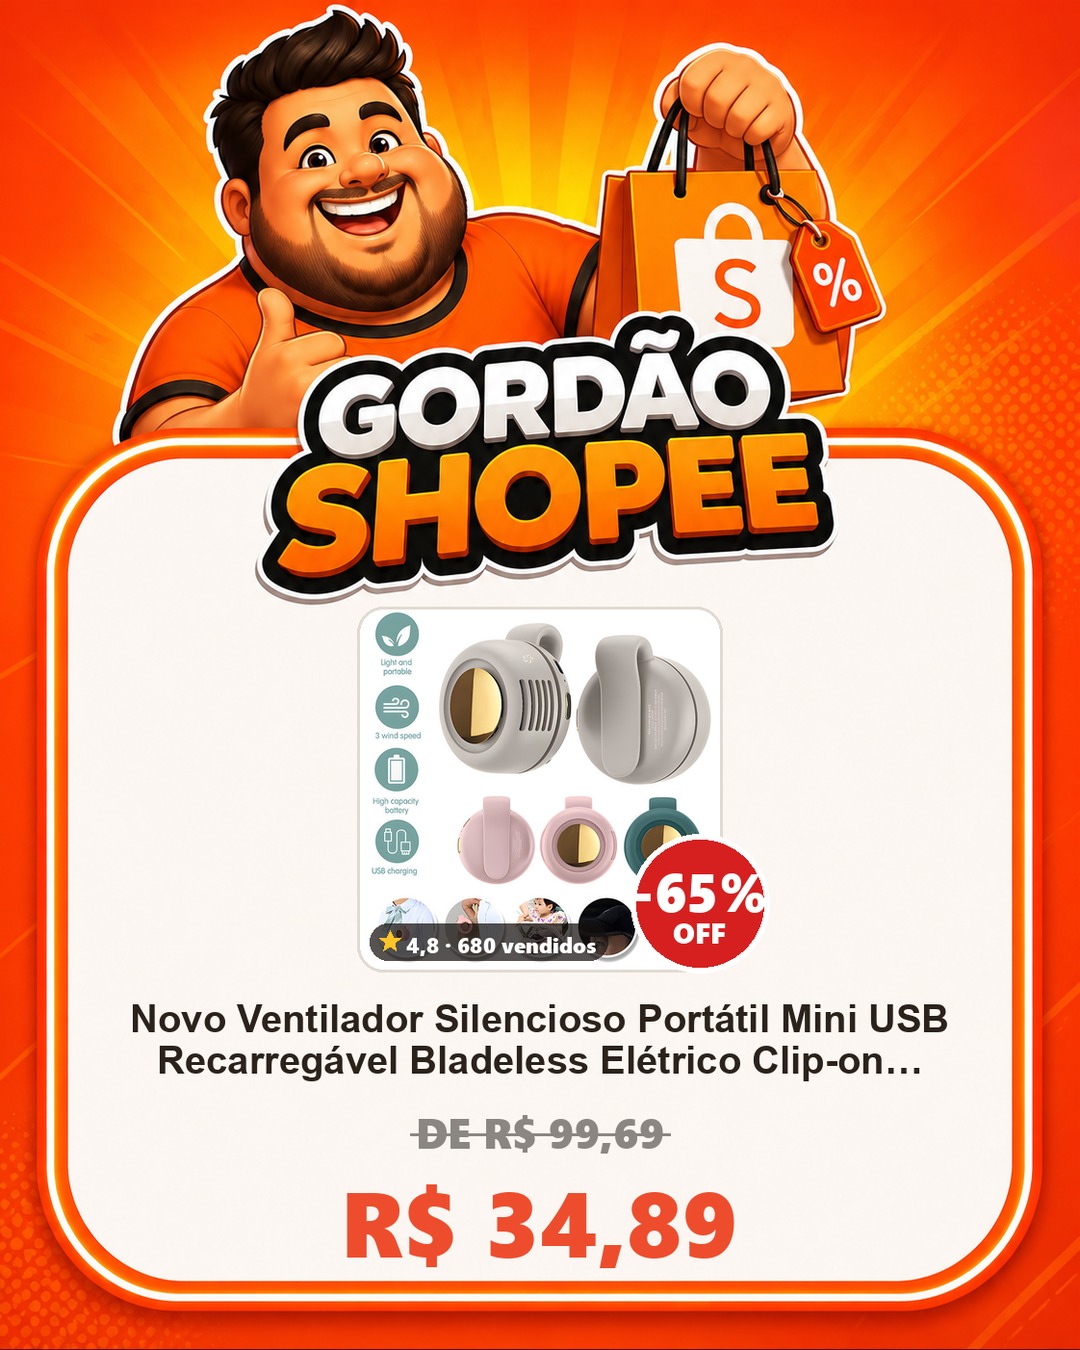 S
%
GORDÃO
SHOPEE
Light and
portable
3 wind speed
High capacity
battery
USB charging
4,8 · 680 vendidos
-65%
OFF
Novo Ventilador Silencioso Portátil Mini USB
Recarregável Bladeless Elétrico Clip-on...
DE R$ 99,69
R$ 34,89